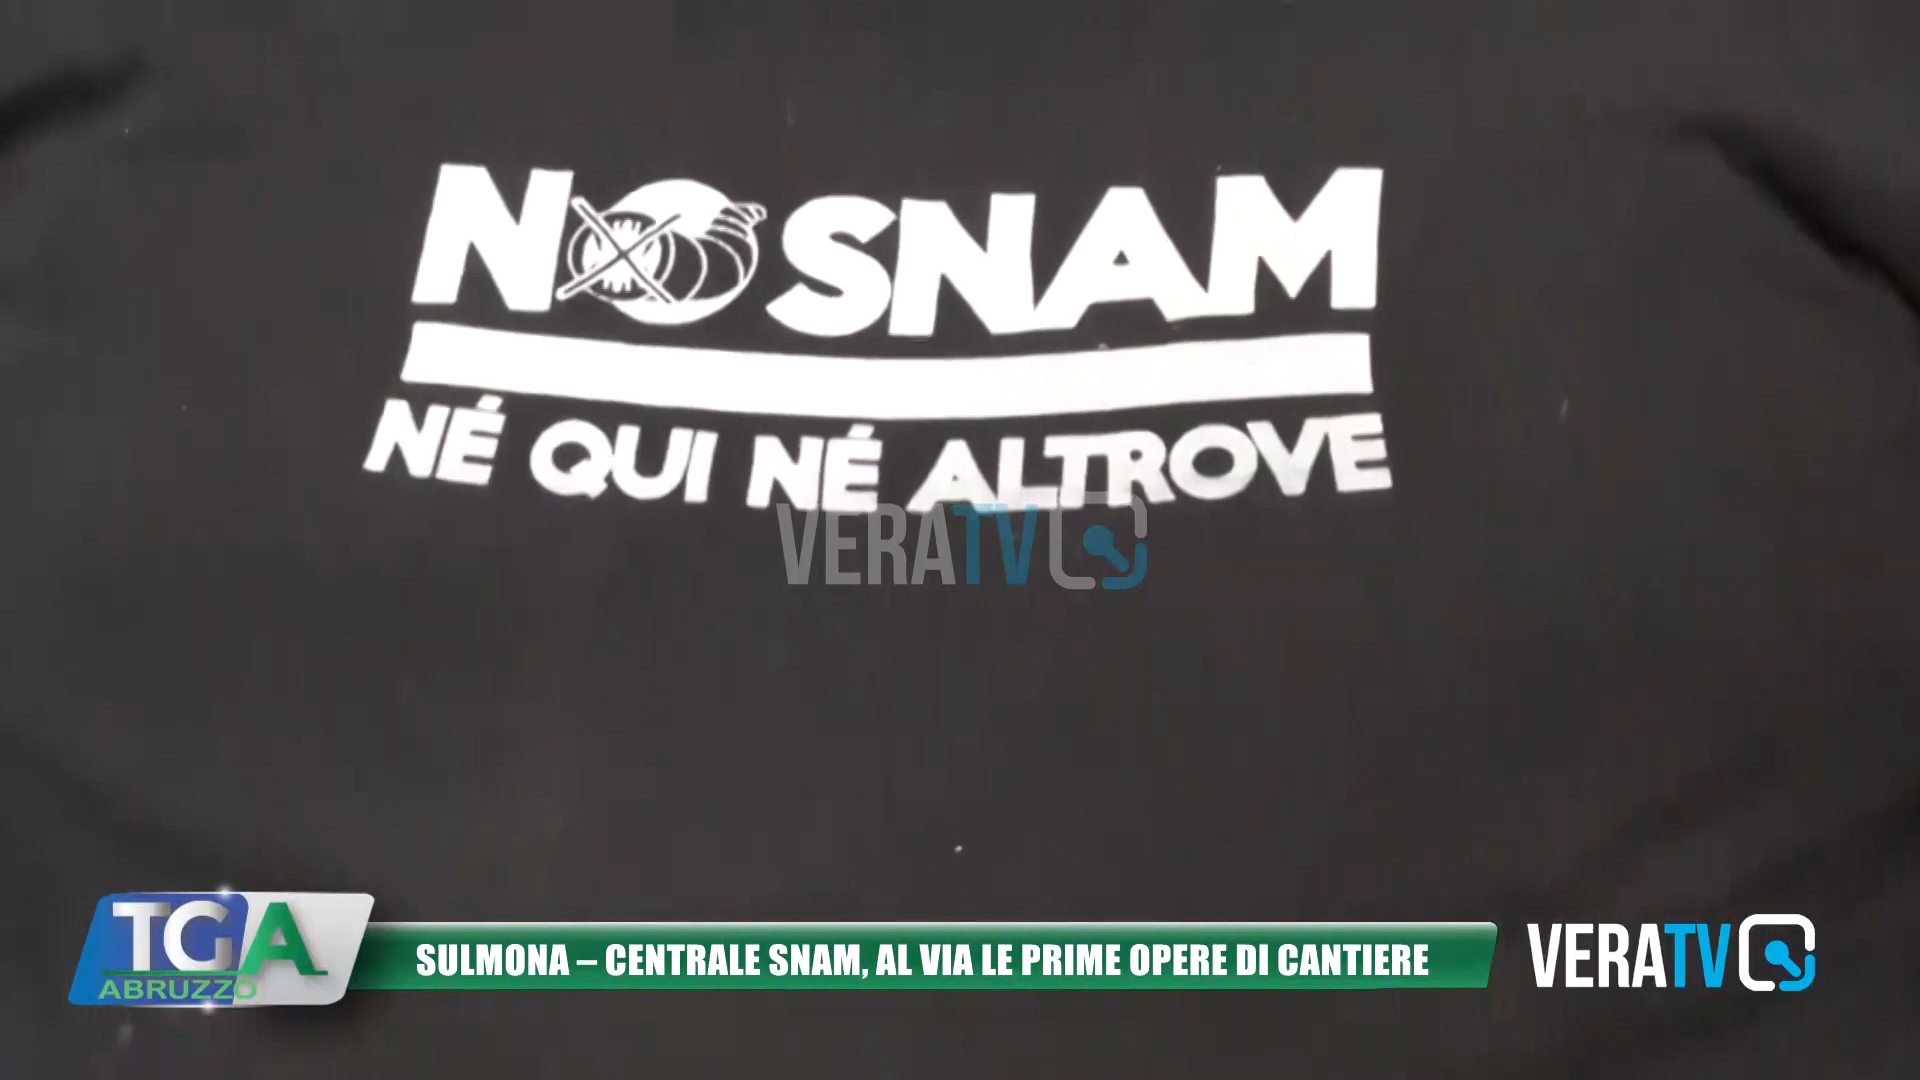 NO SNAM
NÉ QUI NÉ ALTROVE
VERATV
TGA
ABRUZZO
SULMONA – CENTRALE SNAM, AL VIA LE PRIME OPERE DI CANTIERE
VERATV